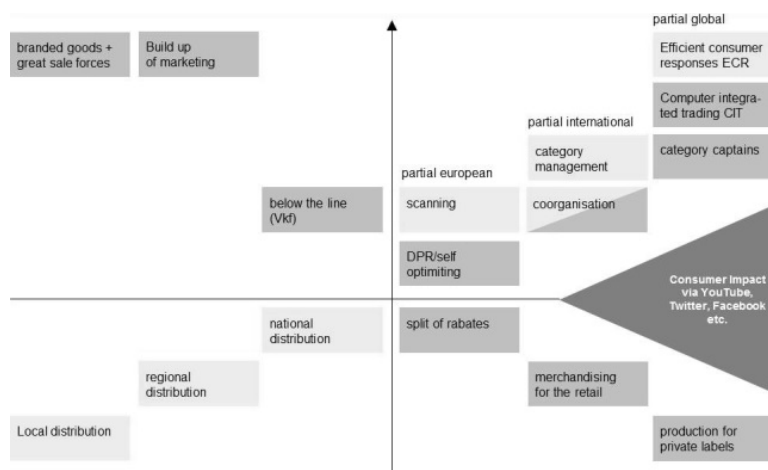 partial global
branded goods +
great sale forces
Build up
of marketing
Efficient consumer
responses ECR
Computer integra-
ted trading CIT
partial international
category
management
category captains
partial european
below the line
(Vkf)
scanning
coorganisation
DPR/self
optimiting
Consumer Impact
via YouTube,
Twitter, Facebook
etc.
national
distribution
split of rabates
regional
distribution
merchandising
for the retail
Local distribution
production for
private labels